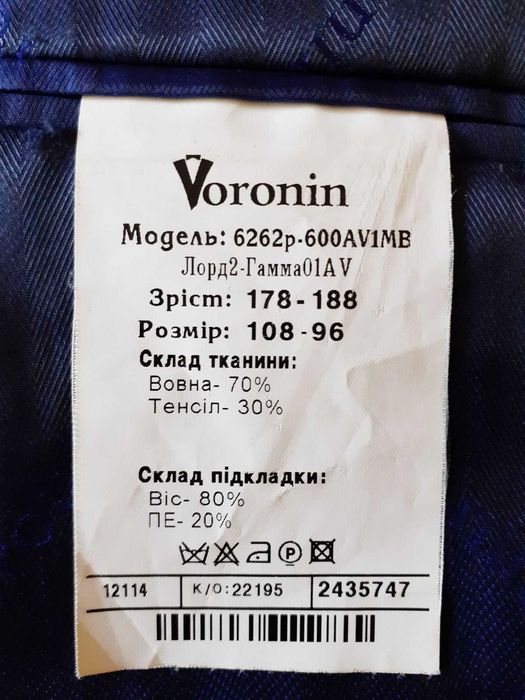 Voronin
Модель: 6262р-600AV1MB
Лорд2-Гамма01AV
Зріст: 178-188
Розмір: 108-96
Склад тканини:
Вовна- 70%
Тенсіл- 30%
Склад підкладки:
Віс- 80%
ПЕ- 20%
P
12114 К/О:22195 2435747